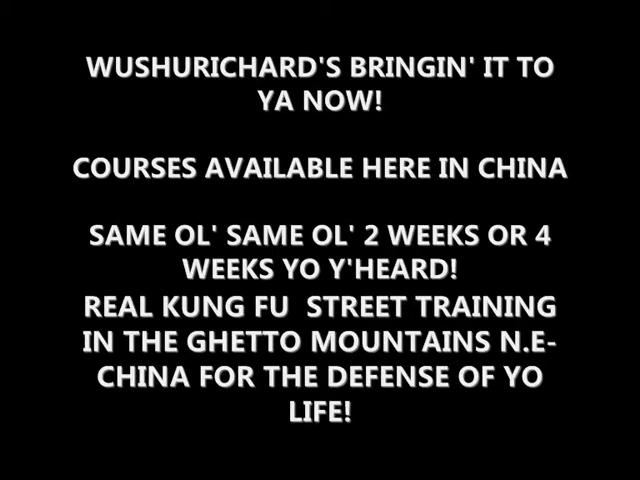 WUSHURICHARD'S BRINGIN' IT TO
YA NOW!
COURSES AVAILABLE HERE IN CHINA
SAME OL' SAME OL' 2 WEEKS OR 4
WEEKS YO Y'HEARD!
REAL KUNG FU  STREET TRAINING
IN THE GHETTO MOUNTAINS N.E-
CHINA FOR THE DEFENSE OF YO
LIFE!